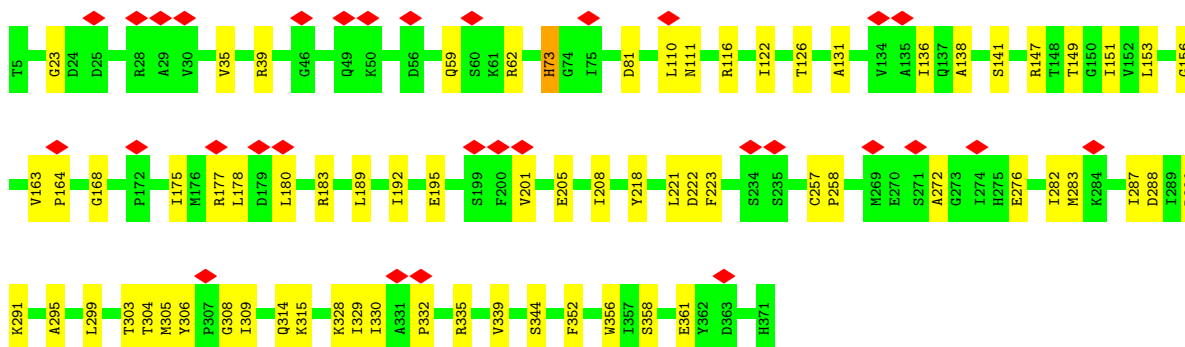 T5 G23 D24 D25 R28 A29 V30 V35 R39 G46 Q49 K50 D56 Q59 S60 K61 R62 H73 G74 I75 D81 L110 N111 R116 I122 T126 A131 V134 A135 I136 Q137 A138 S141 R147 T148 T149 G150 I151 V152 L153 G156
V163 P164 G168 P172 I175 M176 R177 L178 D179 L180 R183 L189 I192 E195 S199 F200 V201 E205 I208 Y218 L221 D222 F223 S234 S235 C257 P258 M269 E270 S271 A272 G273 I274 H275 E276 I282 M283 K284 I287 D288 I289
K291 A295 L299 T303 T304 M305 Y306 P307 G308 I309 Q314 K315 K328 I329 I330 A331 P332 R335 V339 S344 F352 W356 I357 S358 E361 Y362 D363 H371